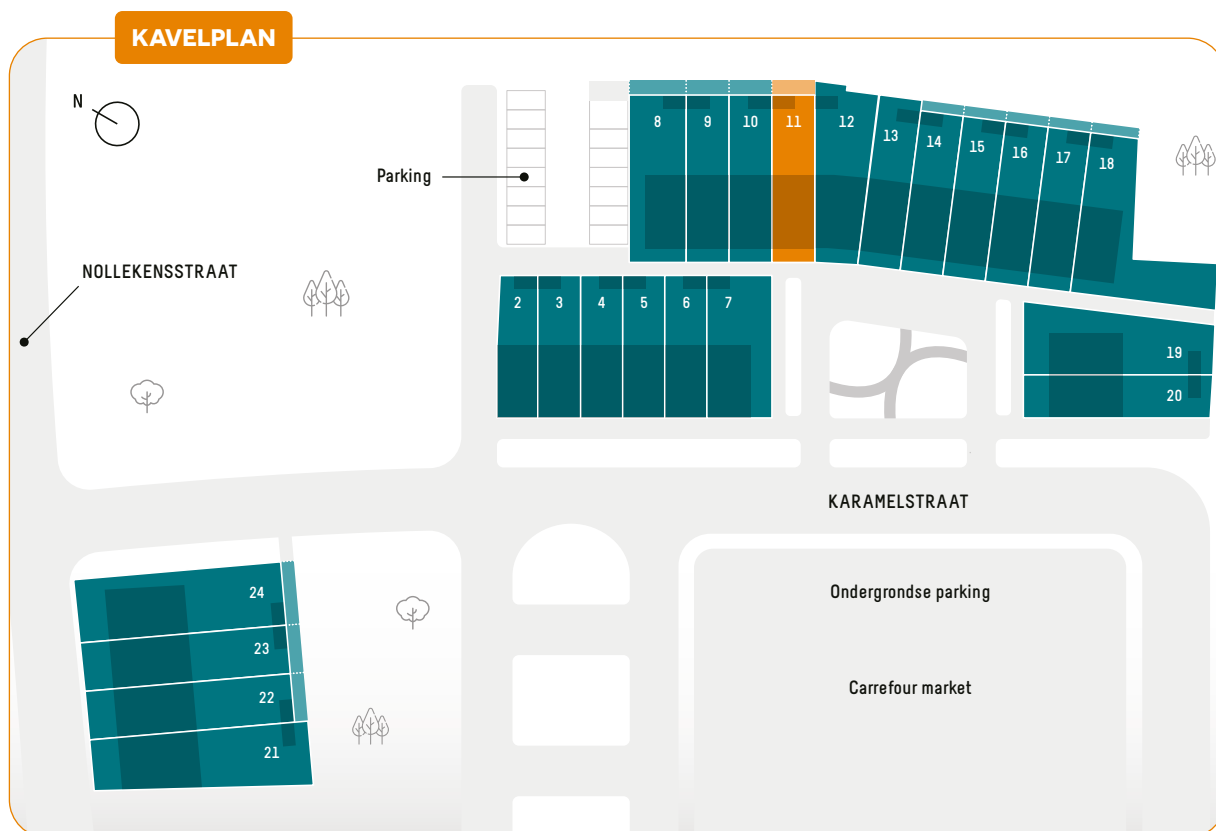 KAVELPLAN
N
8 9 10 11 12 13 14 15 16 17 18
Parking
NOLLEKENSSTRAAT
2 3 4 5 6 7
19
20
KARAMELSTRAAT
24
23
22
21
Ondergrondse parking
Carrefour market